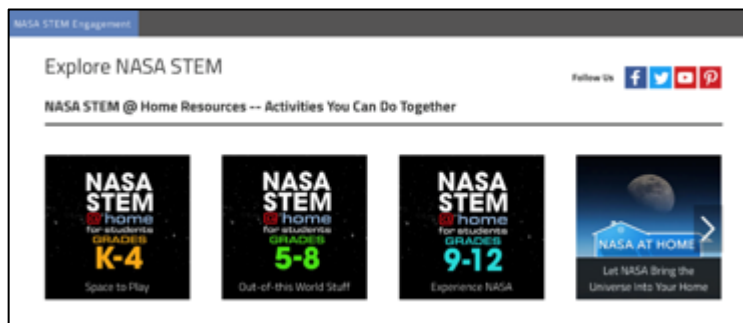 NASA STEM Engagement
Explore NASA STEM
Follow Us
NASA STEM @ Home Resources -- Activities You Can Do Together
NASA
STEM
@home
for students
GRADES
K-4
Space to Play
NASA
STEM
@home
for students
GRADES
5-8
Out-of-this World Stuff
NASA
STEM
@home
for students
GRADES
9-12
Experience NASA
NASA AT HOME
Let NASA Bring the
Universe Into Your Home